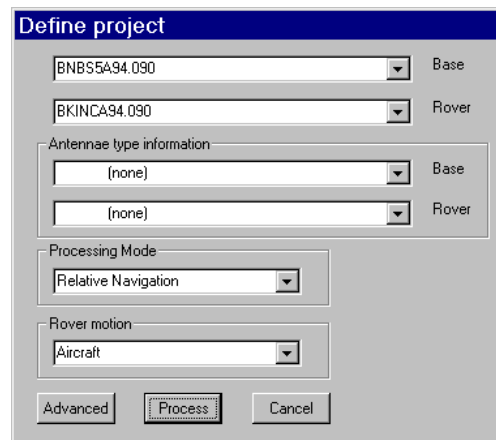 Define project
BNBS5A94.090 Base
BKINCA94.090 Rover
Antennae type information
(none) Base
(none) Rover
Processing Mode
Relative Navigation
Rover motion
Aircraft
Advanced Process Cancel